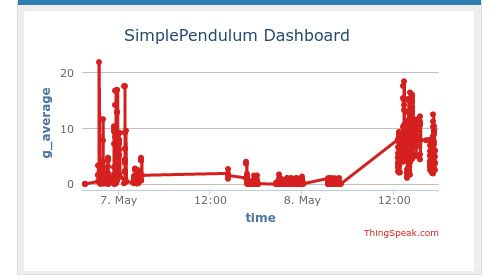 SimplePendulum Dashboard
g_average
20
10
0
7. May
12:00
8. May
12:00
time
ThingSpeak.com